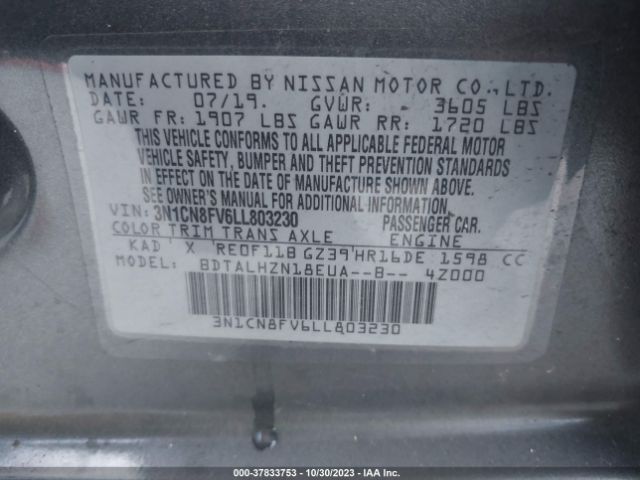 MANUFACTURED BY NISSAN MOTOR CO., LTD.
DATE: 07/19. GVWR: 3605 LBS
GAWR FR: 1907 LBS GAWR RR: 1720 LBS
THIS VEHICLE CONFORMS TO ALL APPLICABLE FEDERAL MOTOR
VEHICLE SAFETY, BUMPER AND THEFT PREVENTION STANDARDS
IN EFFECT ON THE DATE OF MANUFACTURE SHOWN ABOVE.
SEE OWNER'S MANUAL FOR ADDITIONAL INFORMATION.
VIN: 3N1CN8FV6LL803230 PASSENGER CAR.
COLOR TRIM TRANS AXLE ENGINE
KAD ' X 'RE0F11B GZ39'HR16DE 1598 CC
MODEL: BDTALHZN18EUA--B-- 4Z000
3N1CN8FV6LL803230
000-37833753 - 10/30/2023 - IAA Inc.